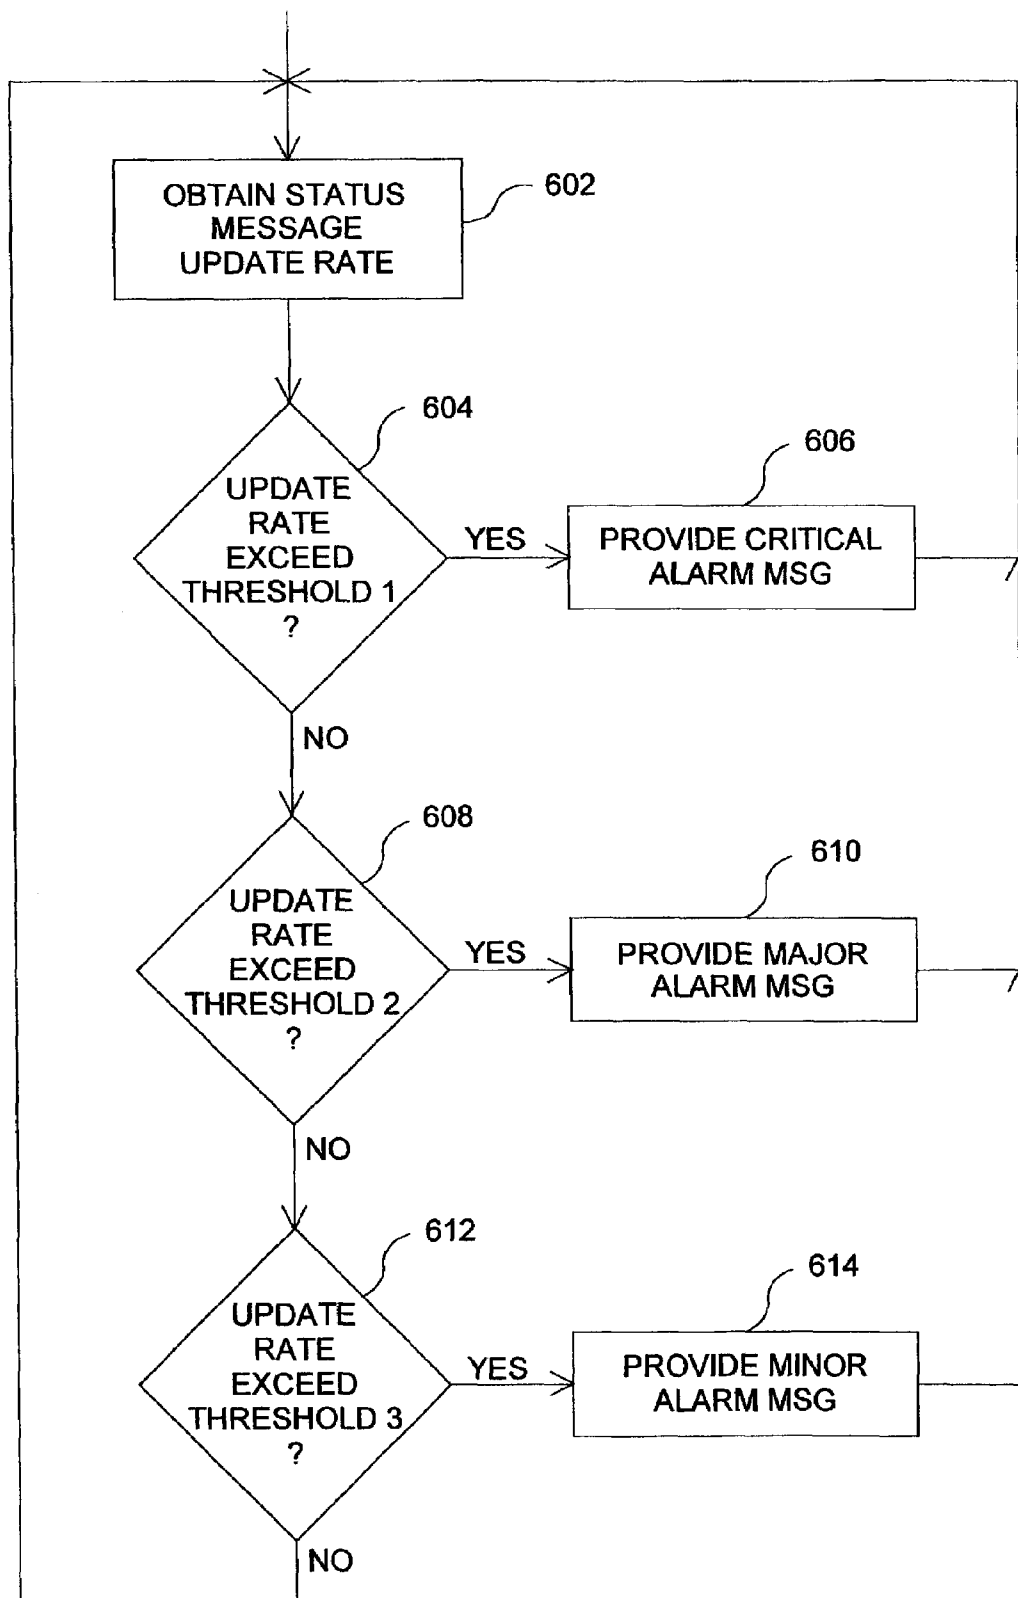 OBTAIN STATUS
MESSAGE
UPDATE RATE
602
604
UPDATE
RATE
EXCEED
THRESHOLD 1
?
YES
606
PROVIDE CRITICAL
ALARM MSG
NO
608
UPDATE
RATE
EXCEED
THRESHOLD 2
?
YES
610
PROVIDE MAJOR
ALARM MSG
NO
612
UPDATE
RATE
EXCEED
THRESHOLD 3
?
YES
614
PROVIDE MINOR
ALARM MSG
NO